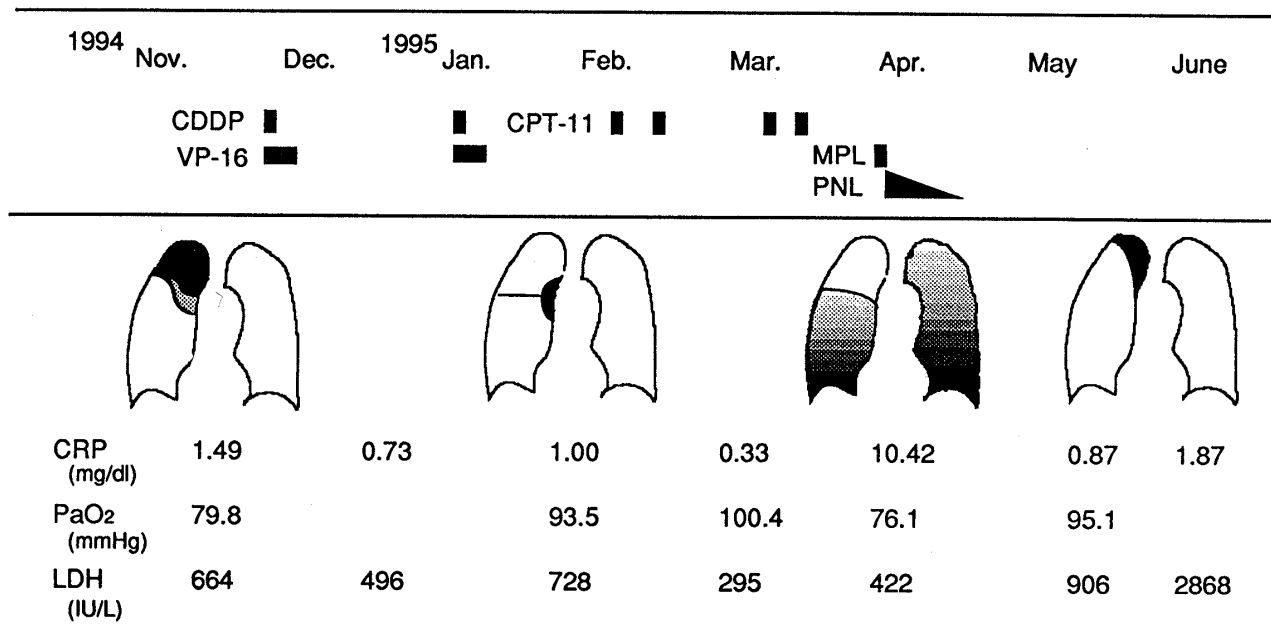 1994 Nov. Dec. 1995 Jan. Feb. Mar. Apr. May June
CDDP CPT-11
VP-16 MPL
PNL
CRP 1.49 0.73 1.00 0.33 10.42 0.87 1.87
(mg/dl)
PaO2 79.8 93.5 100.4 76.1 95.1
(mmHg)
LDH 664 496 728 295 422 906 2868
(IU/L)